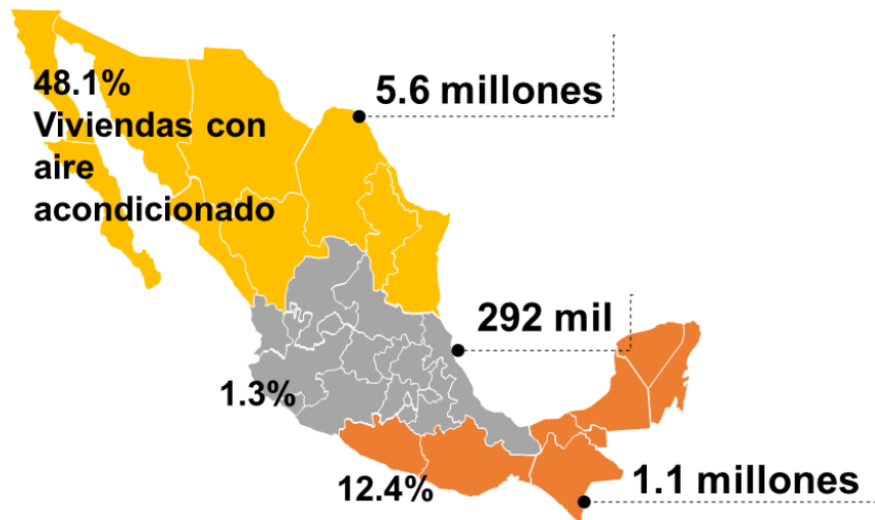 48.1%
Viviendas con
aire
acondicionado
5.6 millones
292 mil
1.3%
12.4%
1.1 millones